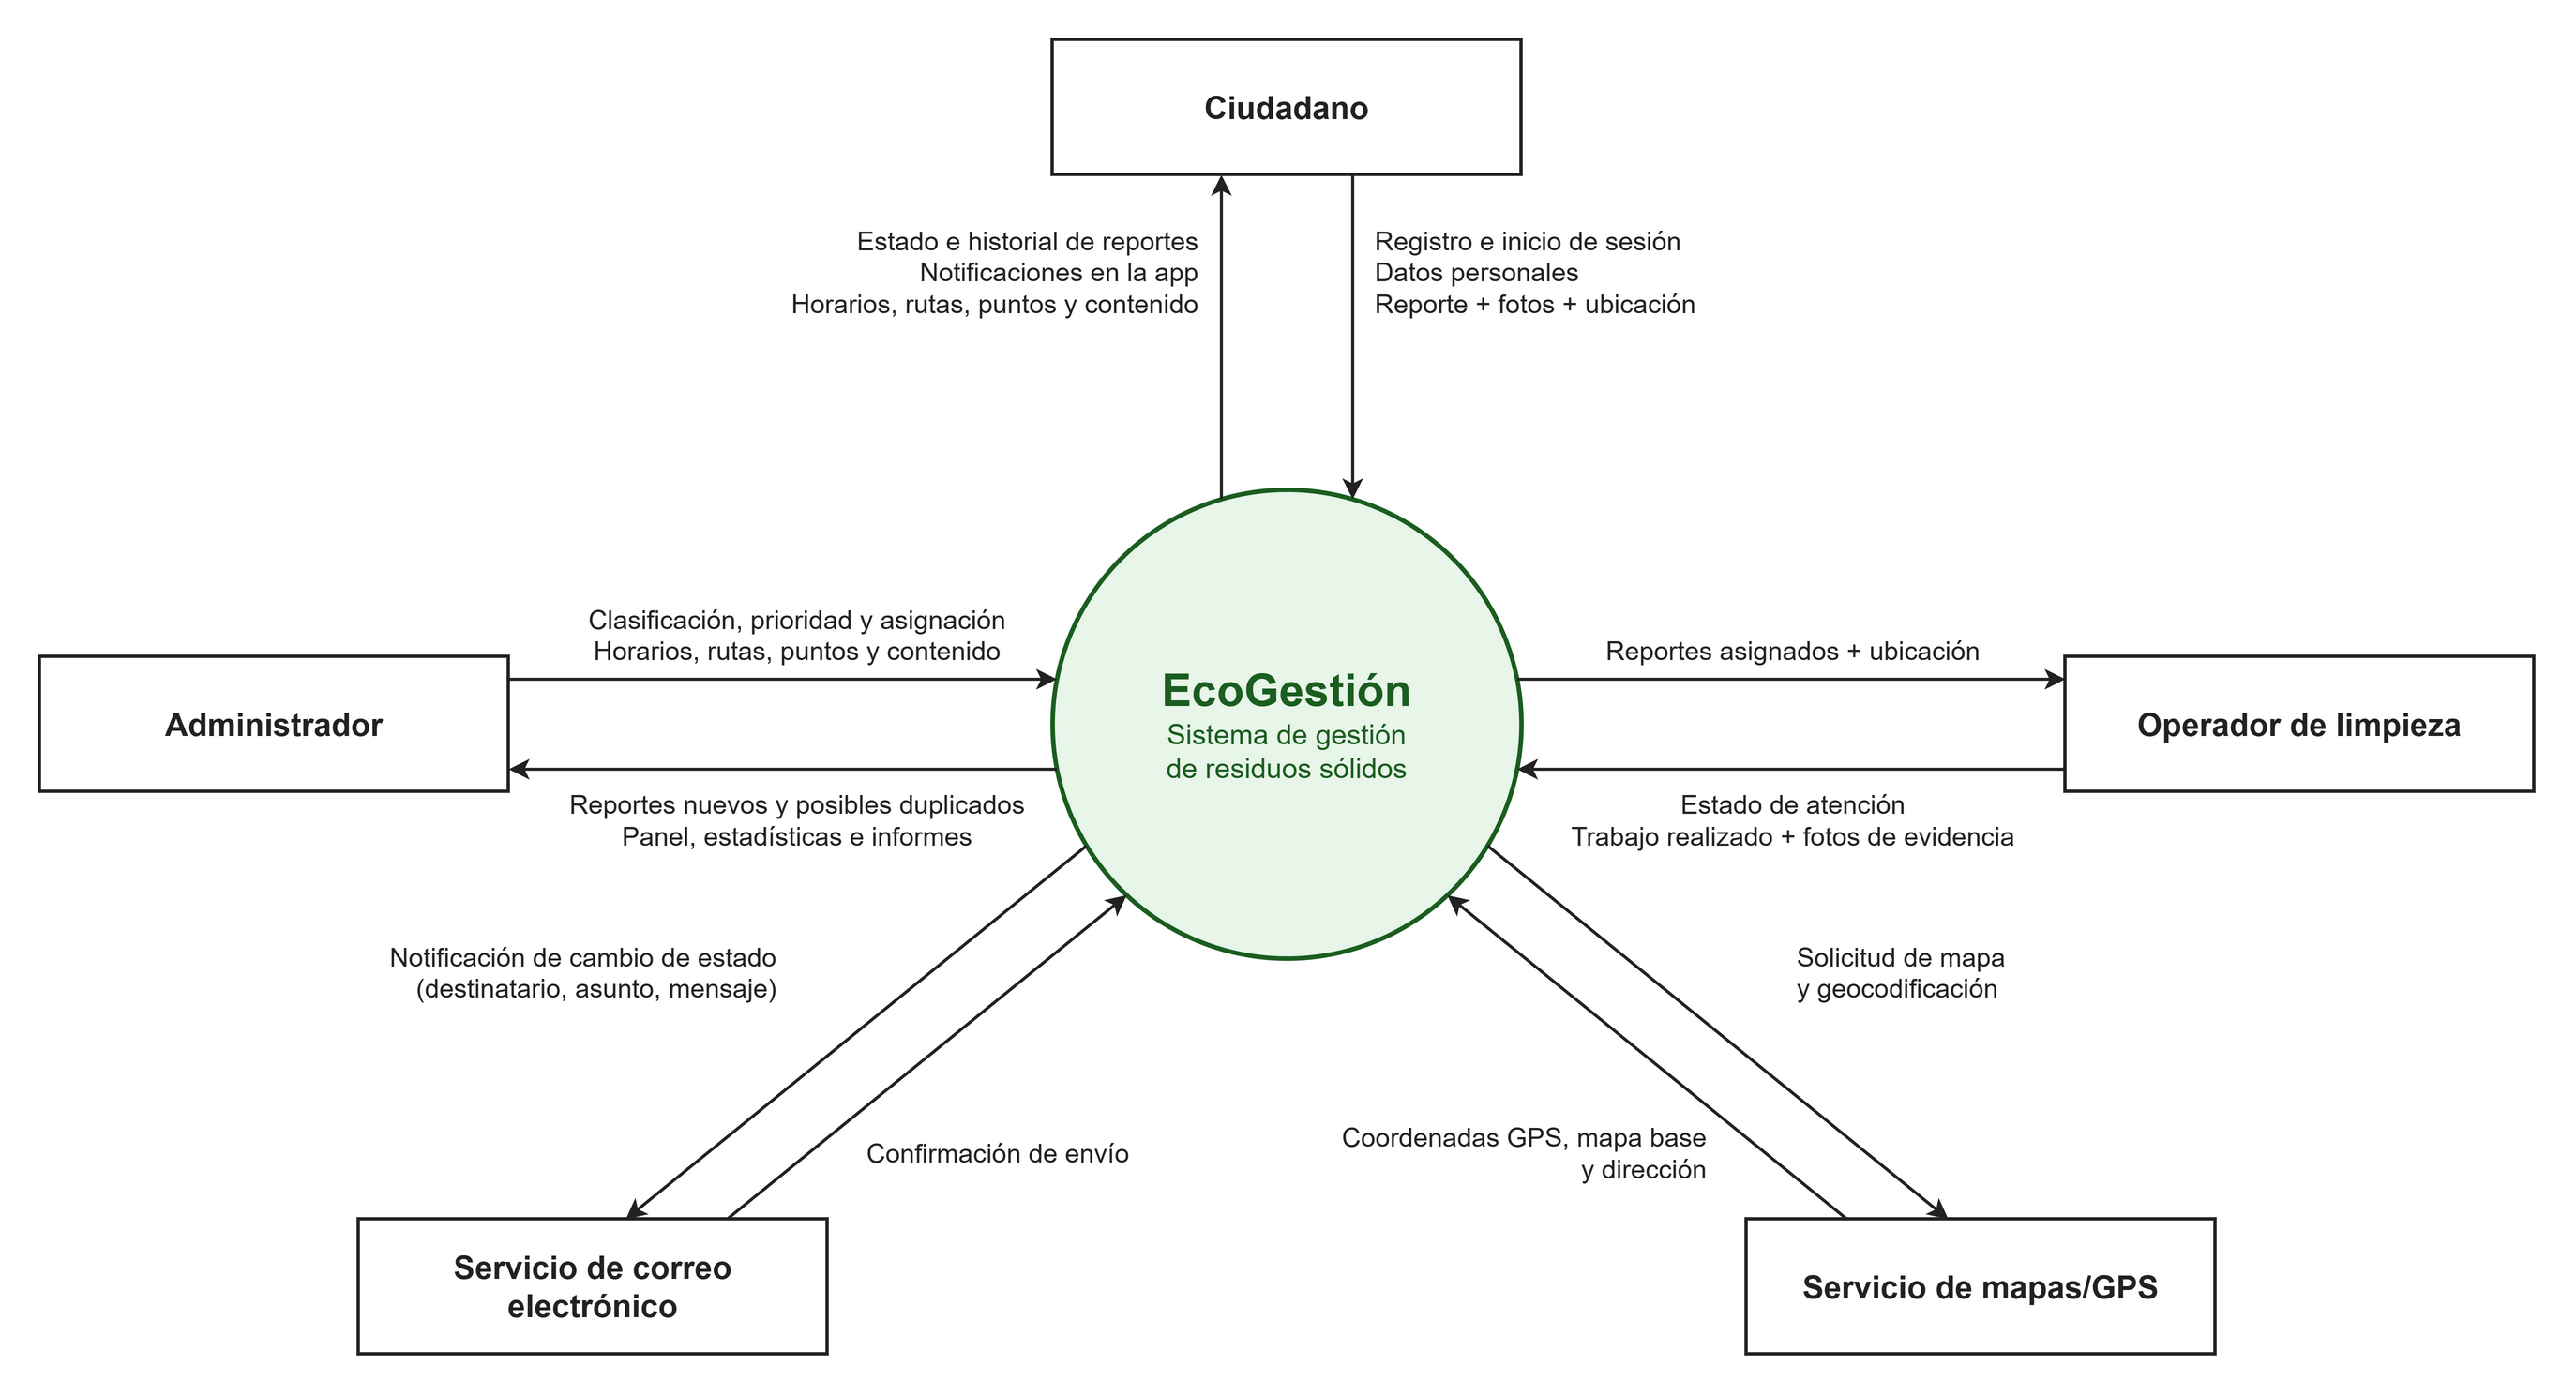 Ciudadano
Estado e historial de reportes
Notificaciones en la app
Horarios, rutas, puntos y contenido
Registro e inicio de sesión
Datos personales
Reporte + fotos + ubicación
Clasificación, prioridad y asignación
Horarios, rutas, puntos y contenido
Administrador
Reportes nuevos y posibles duplicados
Panel, estadísticas e informes
EcoGestión
Sistema de gestión
de residuos sólidos
Reportes asignados + ubicación
Operador de limpieza
Estado de atención
Trabajo realizado + fotos de evidencia
Notificación de cambio de estado
(destinatario, asunto, mensaje)
Solicitud de mapa
y geocodificación
Confirmación de envío
Coordenadas GPS, mapa base
y dirección
Servicio de correo
electrónico
Servicio de mapas/GPS